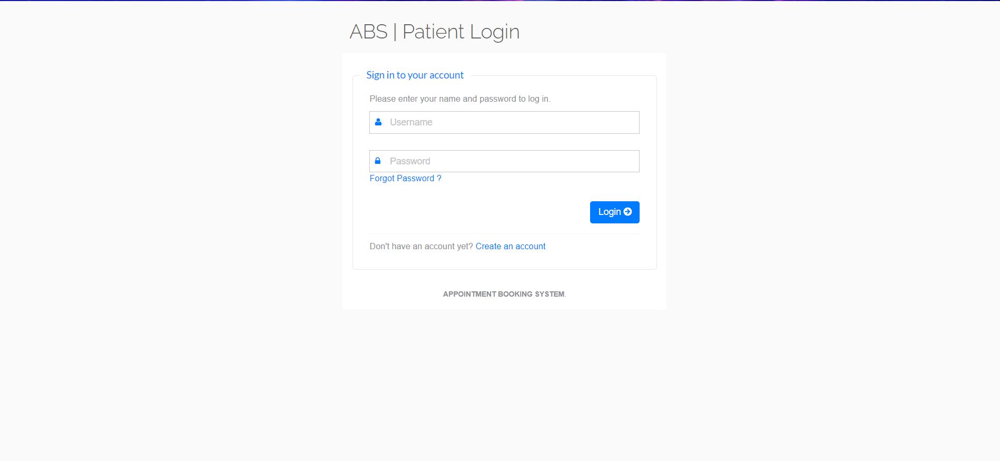 ABS | Patient Login
Sign in to your account
Please enter your name and password to log in.
Username
Password
Forgot Password ?
Login
Don't have an account yet? Create an account
APPOINTMENT BOOKING SYSTEM.